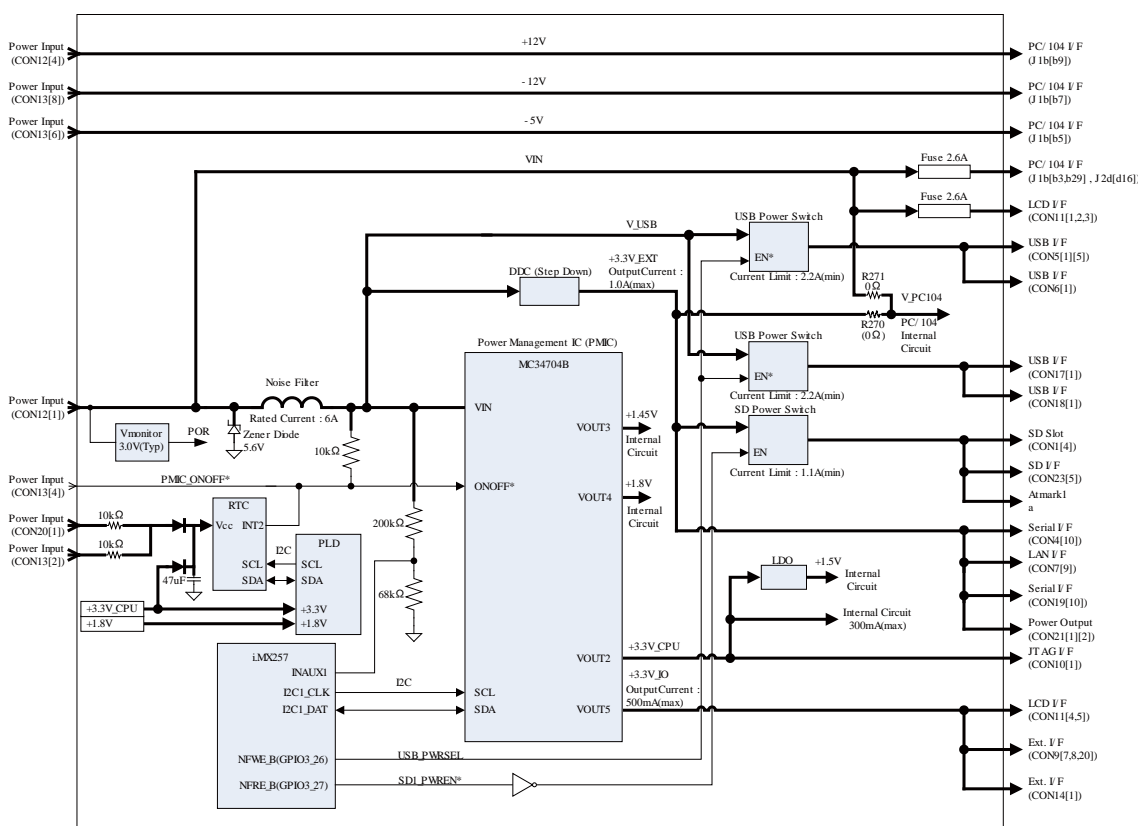 Power Input
(CON12[4])
+12V
PC/104 I/F
(J1b[b9])
Power Input
(CON13[8])
-12V
PC/104 I/F
(J1b[b7])
Power Input
(CON13[6])
-5V
PC/104 I/F
(J1b[b5])
VIN
Fuse 2.6A
PC/104 I/F
(J1b[b3,b29] , J2d[d16])
Fuse 2.6A
LCD I/F
(CON11[1,2,3])
V_USB
USB Power Switch
EN*
Current Limit : 2.2A(min)
USB I/F
(CON5[1][5])
USB I/F
(CON6[1])
DDC (Step Down)
+3.3V_EXT
OutputCurrent :
1.0A(max)
R271
0Ω
V_PC104
R270
(0Ω)
PC/104
Internal
Circuit
Power Management IC (PMIC)
MC34704B
USB Power Switch
EN*
Current Limit : 2.2A(min)
USB I/F
(CON17[1])
USB I/F
(CON18[1])
Power Input
(CON12[1])
Noise Filter
Rated Current : 6A
Zener Diode
5.6V
Vmonitor
3.0V(Typ)
POR
10kΩ
VIN
VOUT3
+1.45V
Internal
Circuit
SD Power Switch
EN
Current Limit : 1.1A(min)
SD Slot
(CON1[4])
SD I/F
(CON23[5])
Atmark1
a
Power Input
(CON13[4])
PMIC_ONOFF*
ONOFF*
VOUT4
+1.8V
Internal
Circuit
Power Input
(CON20[1])
10kΩ
Power Input
(CON13[2])
10kΩ
47uF
RTC
Vcc
INT2
SCL
SDA
I2C
PLD
SCL
SDA
+3.3V
+1.8V
+3.3V_CPU
+1.8V
200kΩ
68kΩ
Serial I/F
(CON4[10])
LAN I/F
(CON7[9])
Serial I/F
(CON19[10])
Power Output
(CON21[1][2])
LDO
+1.5V
Internal
Circuit
Internal Circuit
300mA(max)
VOUT2
+3.3V_CPU
JTAG I/F
(CON10[1])
i.MX257
INAUX1
I2C1_CLK
I2C1_DAT
I2C
SCL
SDA
VOUT5
+3.3V_IO
OutputCurrent :
500mA(max)
LCD I/F
(CON11[4,5])
Ext. I/F
(CON9[7,8,20])
Ext. I/F
(CON14[1])
NFWE_B(GPIO3_26)
USB_PWRSEL
NFRE_B(GPIO3_27)
SD1_PWREN*